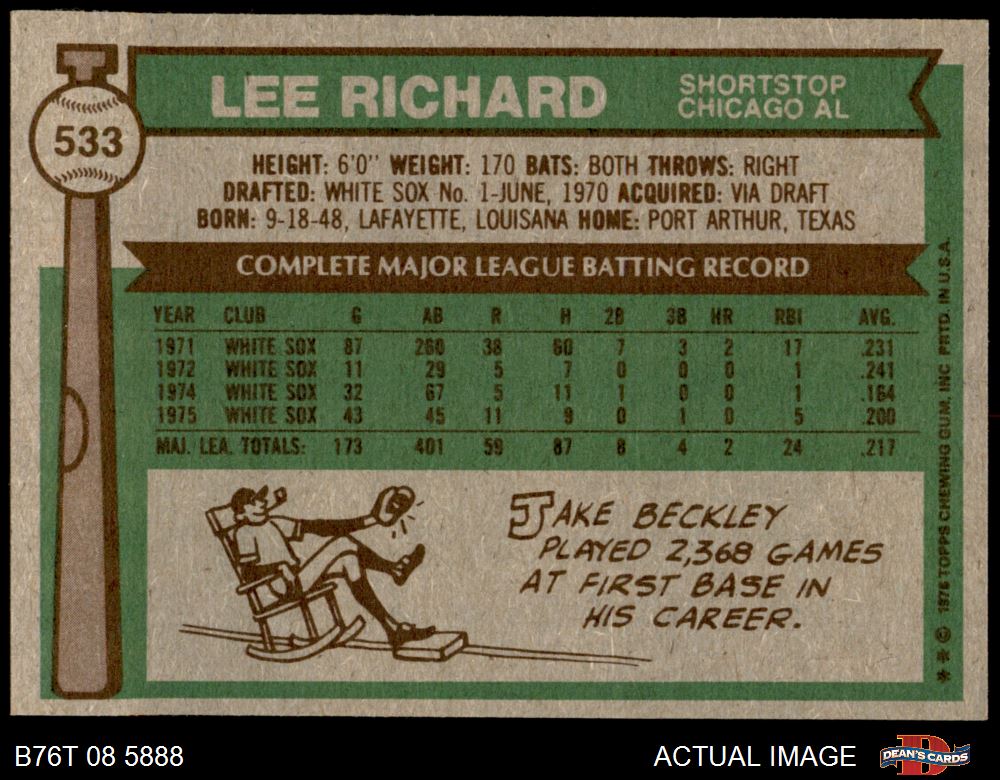 533
LEE RICHARD
SHORTSTOP
CHICAGO AL
HEIGHT: 6'0" WEIGHT: 170 BATS: BOTH THROWS: RIGHT
DRAFTED: WHITE SOX No. 1-JUNE, 1970 ACQUIRED: VIA DRAFT
BORN: 9-18-48, LAFAYETTE, LOUISIANA HOME: PORT ARTHUR, TEXAS
COMPLETE MAJOR LEAGUE BATTING RECORD
YEAR CLUB G AB R H 2B 3B HR RBI AVG.
1971 WHITE SOX 87 260 38 60 7 3 2 17 .231
1972 WHITE SOX 11 29 5 7 0 0 0 1 .241
1974 WHITE SOX 32 67 5 11 1 0 0 1 .164
1975 WHITE SOX 43 45 11 9 0 1 0 5 .200
MAJ. LEA. TOTALS: 173 401 59 87 8 4 2 24 .217
JAKE BECKLEY
PLAYED 2,368 GAMES
AT FIRST BASE IN
HIS CAREER.
** © 1976 TOPPS CHEWING GUM, INC PRTD. IN U.S.A.
B76T 08 5888
ACTUAL IMAGE
DEAN'S CARDS